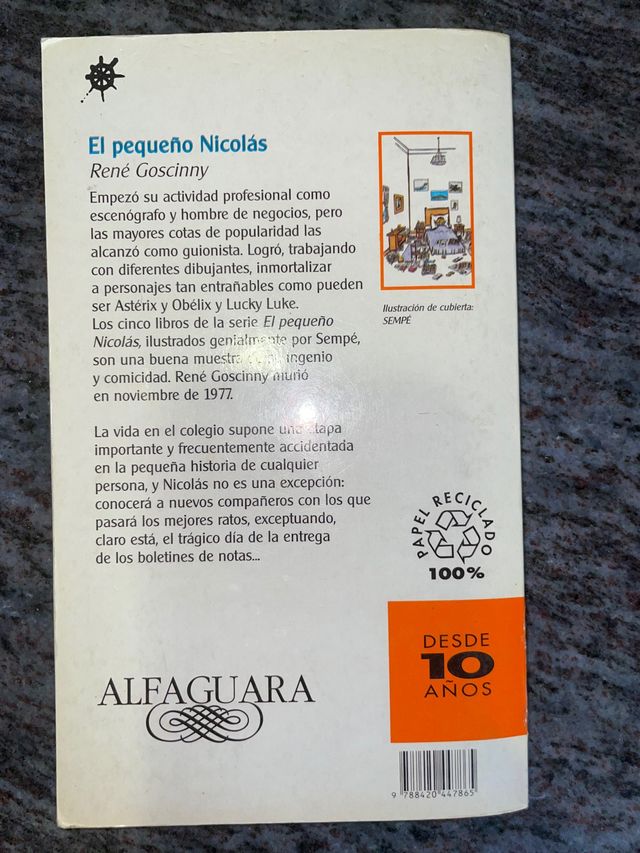 El pequeño Nicolás
René Goscinny
Empezó su actividad profesional como
escenógrafo y hombre de negocios, pero
las mayores cotas de popularidad las
alcanzó como guionista. Logró, trabajando
con diferentes dibujantes, inmortalizar
a personajes tan entrañables como pueden
ser Astérix y Obélix y Lucky Luke.
Los cinco libros de la serie El pequeño
Nicolás, ilustrados genialmente por Sempé,
son una buena muestra ingenio
y comicidad. René Goscinny murió
en noviembre de 1977.
La vida en el colegio supone una etapa
importante y frecuentemente accidentada
en la pequeña historia de cualquier
persona, y Nicolás no es una excepción:
conocerá a nuevos compañeros con los que
pasará los mejores ratos, exceptuando,
claro está, el trágico día de la entrega
de los boletines de notas...
Ilustración de cubierta:
SEMPÉ
PAPEL RECICLADO
100%
DESDE
10
AÑOS
ALFAGUARA
9 788420 447865